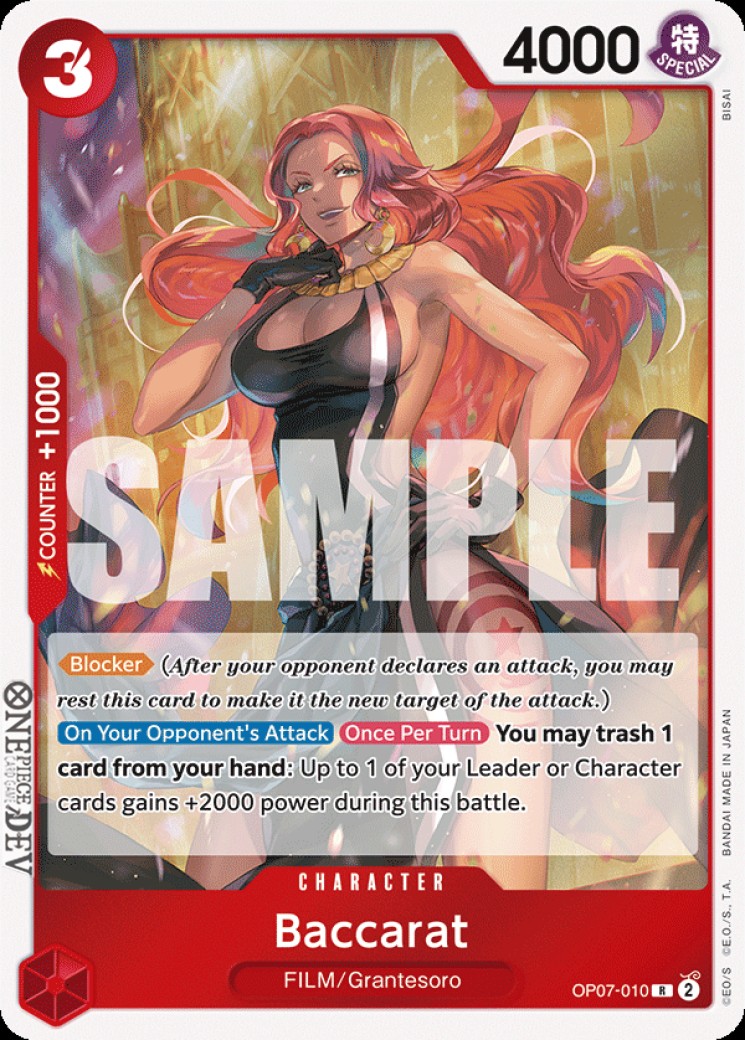 3
4000
特
SPECIAL
BISAI
COUNTER +1000
SAMPLE
Blocker (After your opponent declares an attack, you may
rest this card to make it the new target of the attack.)
On Your Opponent's Attack Once Per Turn You may trash 1
card from your hand: Up to 1 of your Leader or Character
cards gains +2000 power during this battle.
ONE PIECE
CARD GAME
.DEV
BANDAI MADE IN JAPAN
©EO/S ©E.O./S., T.A.
CHARACTER
Baccarat
FILM/Grantesoro
OP07-010 R 2